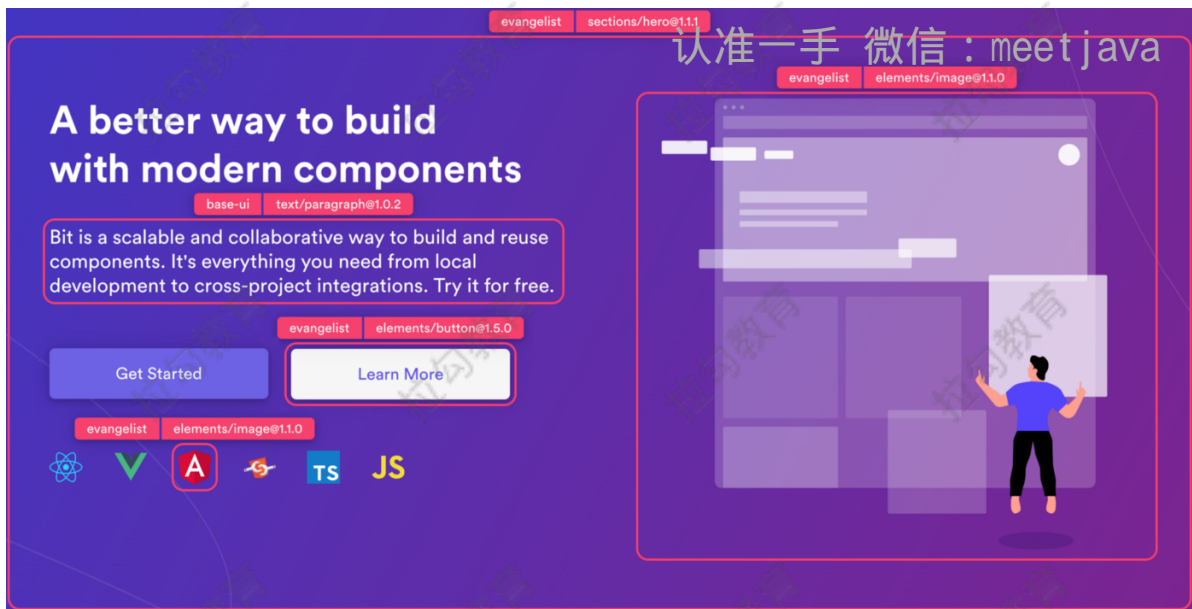 evangelist sections/hero@1.1.1
认准一手 微信：meetjava
evangelist elements/image@1.1.0
A better way to build
with modern components
base-ui text/paragraph@1.0.2
Bit is a scalable and collaborative way to build and reuse
components. It's everything you need from local
development to cross-project integrations. Try it for free.
evangelist elements/button@1.5.0
Get Started Learn More
evangelist elements/image@1.1.0
A TS JS
拉勾教育